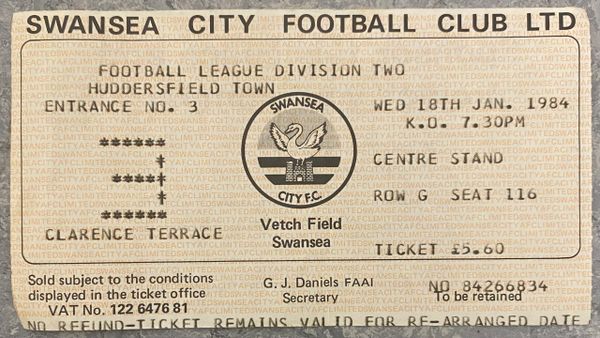 SWANSEA CITY FOOTBALL CLUB LTD
FOOTBALL LEAGUE DIVISION TWO
HUDDERSFIELD TOWN
ENTRANCE NO. 3
WED 18TH JAN. 1984
K.O. 7.30PM
******
*
****‡
*
******
SWANSEA
CITY F.C.
CENTRE STAND
ROW G SEAT 116
Vetch Field
Swansea
CLARENCE TERRACE
TICKET £5.60
Sold subject to the conditions
displayed in the ticket office
VAT No. 122 6476 81
G. J. Daniels FAAI
Secretary
NO 84266834
To be retained
NO REFUND-TICKET REMAINS VALID FOR RE-ARRANGED DATE